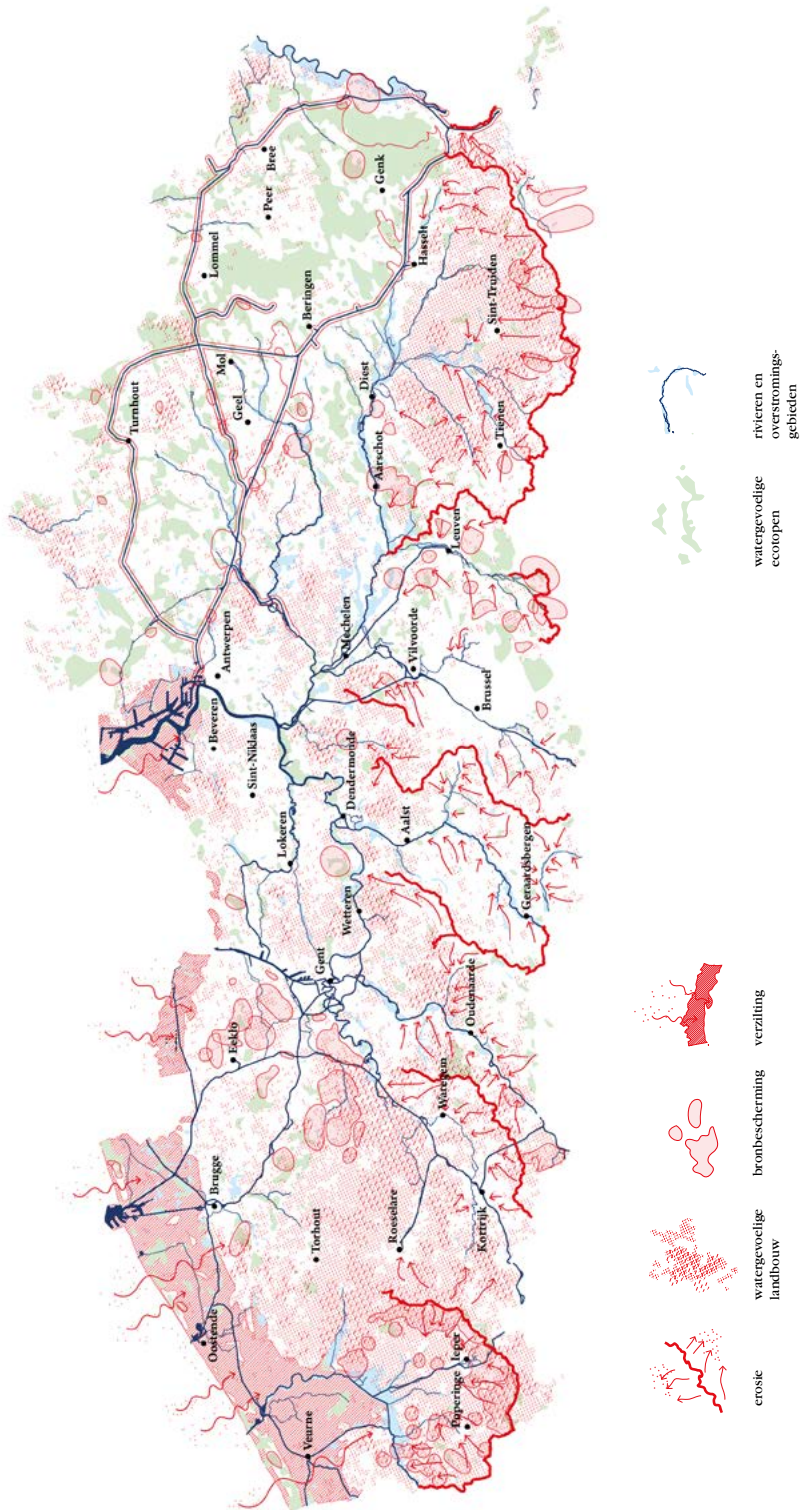 Turnhout
Lommel
Bree
Peer
Mol
Geel
Antwerpen
Beveren
Beringen
Genk
Sint-Niklaas
Lokeren
Mechelen
Hasselt
Diest
Aarschot
Eeklo
Brugge
Oostende
Gent
Wetteren
Dendermonde
Leuven
Vilvoorde
Sint-Truiden
Tienen
Torhout
Veurne
Aalst
Brussel
Roeselare
Waregem
Oudenaarde
Geraardsbergen
Kortrijk
Poperinge
Ieper
erosie
watergevoelige
landbouw
bronbescherming
verzilting
watergevoelige
ecotopen
rivieren en
overstromings-
gebieden